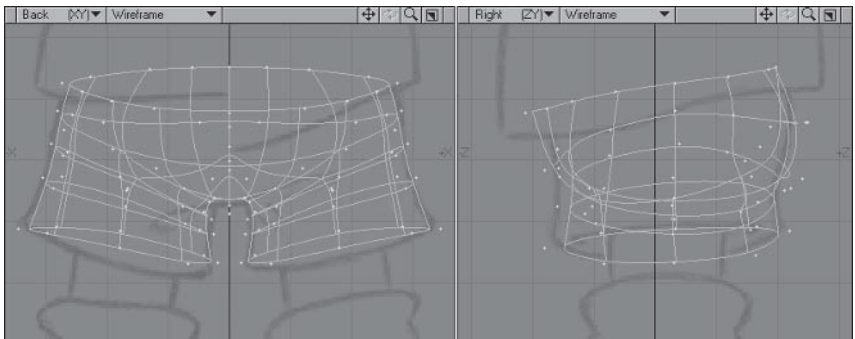 Back (XY) Wireframe
Right (ZY) Wireframe
-X +X
-Z +Z